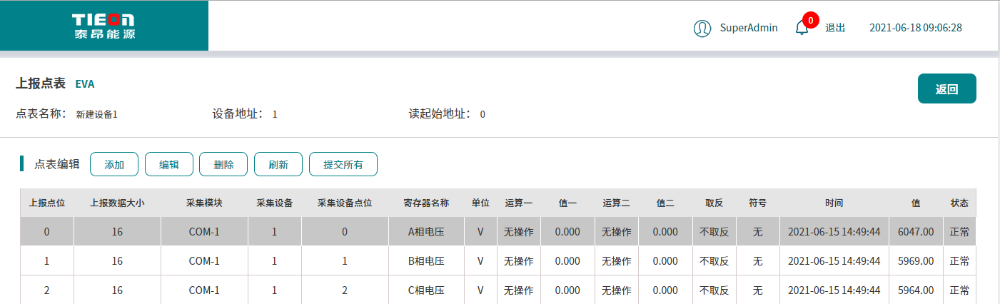 TIEON
泰昂能源
SuperAdmin 0 退出 2021-06-18 09:06:28
上报点表 EVA
返回
点表名称： 新建设备1 设备地址： 1 读起始地址： 0
点表编辑 添加 编辑 删除 刷新 提交所有
上报点位 上报数据大小 采集模块 采集设备 采集设备点位 寄存器名称 单位 运算一 值一 运算二 值二 取反 符号 时间 值 状态
0 16 COM-1 1 0 A相电压 V 无操作 0.000 无操作 0.000 不取反 无 2021-06-15 14:49:44 6047.00 正常
1 16 COM-1 1 1 B相电压 V 无操作 0.000 无操作 0.000 不取反 无 2021-06-15 14:49:44 5969.00 正常
2 16 COM-1 1 2 C相电压 V 无操作 0.000 无操作 0.000 不取反 无 2021-06-15 14:49:44 5964.00 正常